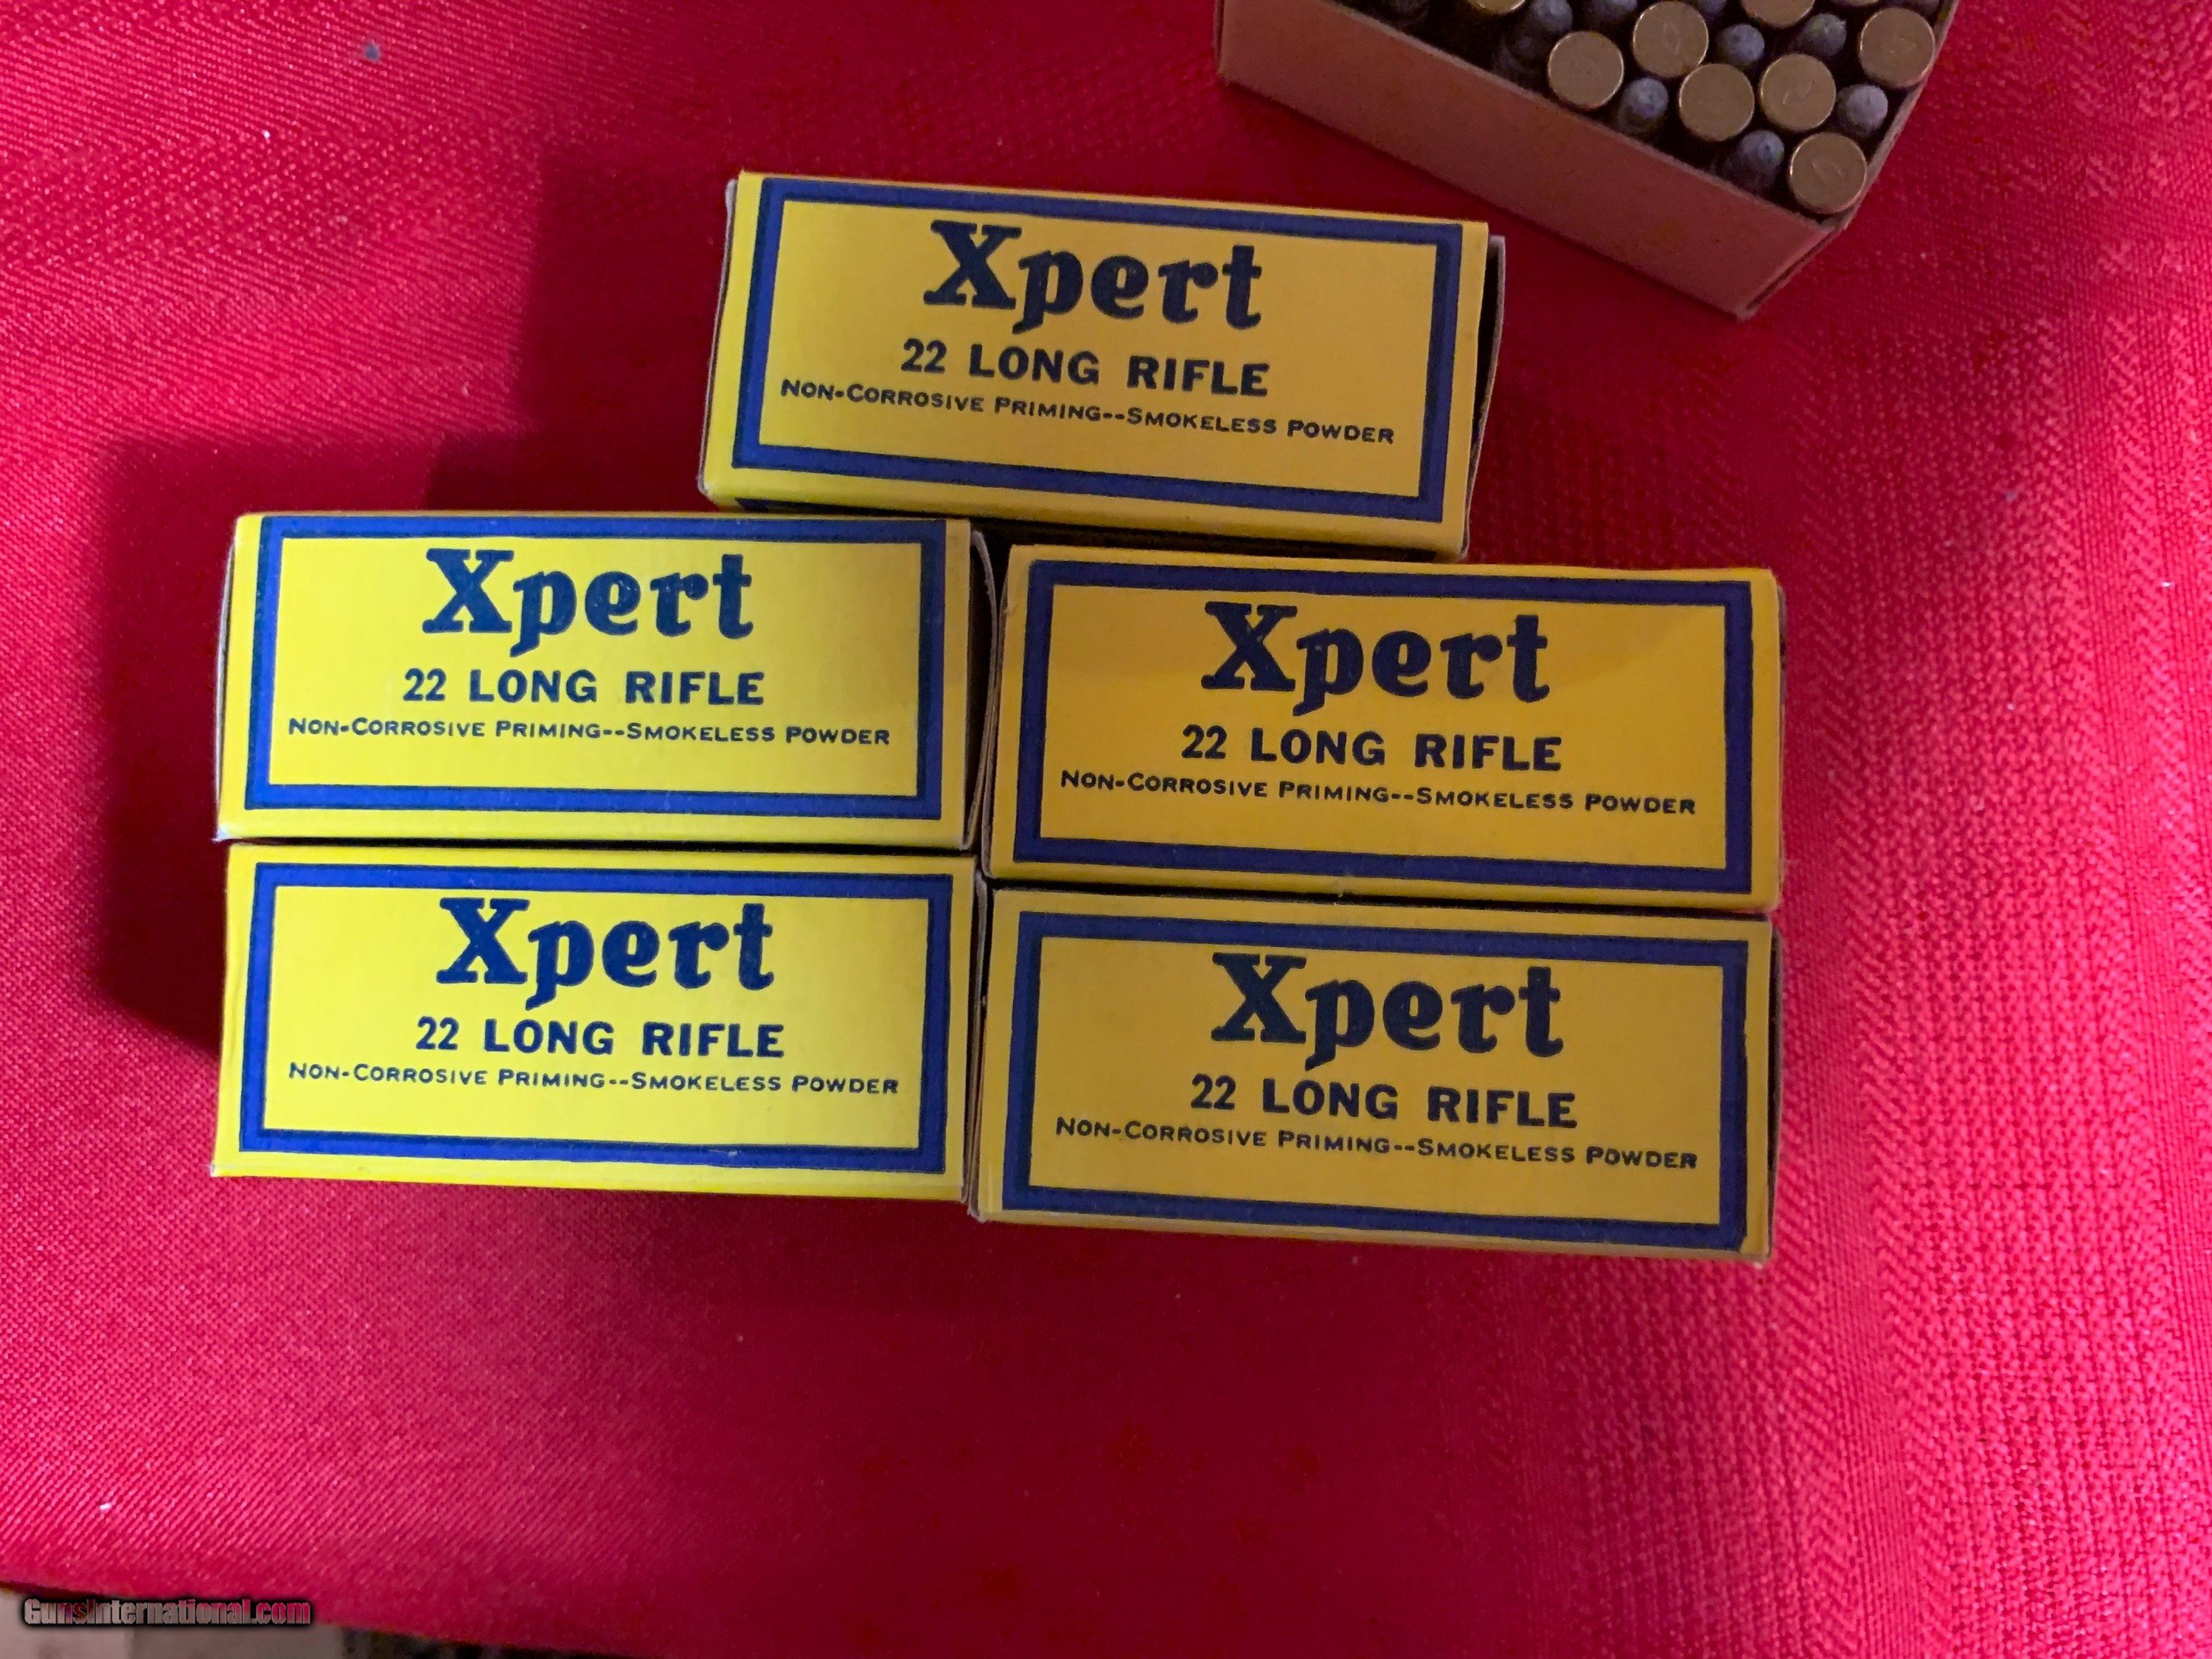 Xpert
22 LONG RIFLE
NON-CORROSIVE PRIMING--SMOKELESS POWDER
Xpert
22 LONG RIFLE
NON-CORROSIVE PRIMING--SMOKELESS POWDER
Xpert
22 LONG RIFLE
NON-CORROSIVE PRIMING--SMOKELESS POWDER
Xpert
22 LONG RIFLE
NON-CORROSIVE PRIMING--SMOKELESS POWDER
Xpert
22 LONG RIFLE
NON-CORROSIVE PRIMING--SMOKELESS POWDER
GunsInternational.com